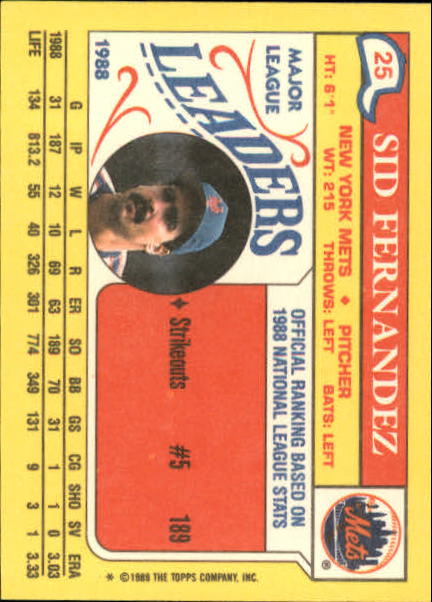 25
SID FERNANDEZ
NEW YORK METS ♦ PITCHER
HT: 6'1" WT: 215 THROWS: LEFT BATS: LEFT
Mets
®
MAJOR
LEAGUE
LEADERS
1988
OFFICIAL RANKING BASED ON
1988 NATIONAL LEAGUE STATS
✦ Strikeouts #5 189
G IP W L R ER SO BB GS CG SHO SV ERA
1988 31 187 12 10 69 63 189 70 31 1 1 0 3.03
LIFE 134 813.2 55 40 326 301 774 349 131 9 3 1 3.33
* ©1989 THE TOPPS COMPANY, INC.